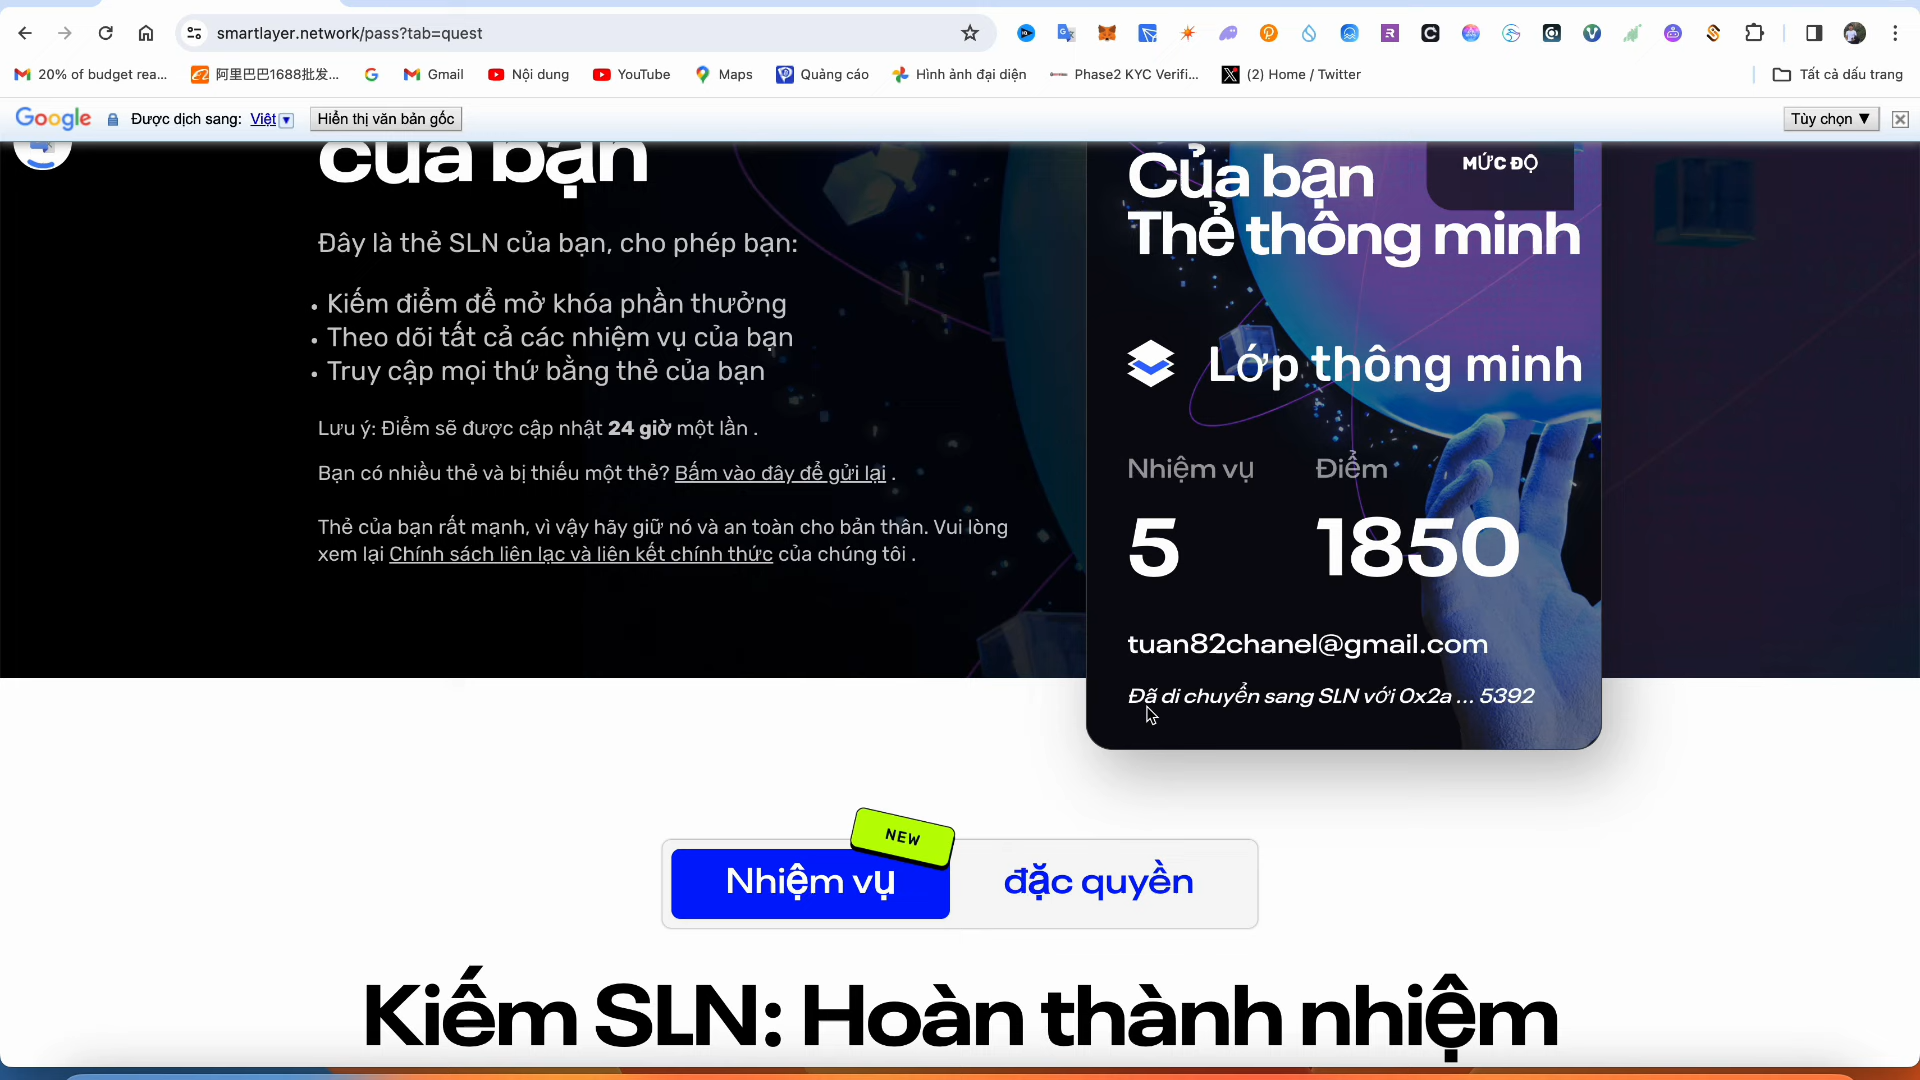 smartlayer.network/pass?tab=quest
20% of budget rea...
阿里巴巴1688批发...
Gmail
Nội dung
YouTube
Maps
Quảng cáo
Hình ảnh đại diện
Phase2 KYC Verifi...
(2) Home / Twitter
Tất cả dấu trang
Google
Được dịch sang:
Việt
Hiển thị văn bản gốc
Tùy chọn ▼
của bạn
Đây là thẻ SLN của bạn, cho phép bạn:
• Kiếm điểm để mở khóa phần thưởng
• Theo dõi tất cả các nhiệm vụ của bạn
• Truy cập mọi thứ bằng thẻ của bạn
Lưu ý: Điểm sẽ được cập nhật 24 giờ một lần .
Bạn có nhiều thẻ và bị thiếu một thẻ? Bấm vào đây để gửi lại .
Thẻ của bạn rất mạnh, vì vậy hãy giữ nó và an toàn cho bản thân. Vui lòng
xem lại Chính sách liên lạc và liên kết chính thức của chúng tôi .
Của bạn
Thẻ thông minh
MỨC ĐỘ
Lớp thông minh
Nhiệm vụ
Điểm
5
1850
tuan82chanel@gmail.com
Đã di chuyển sang SLN với 0x2a ... 5392
NEW
Nhiệm vụ
đặc quyền
Kiếm SLN: Hoàn thành nhiệm